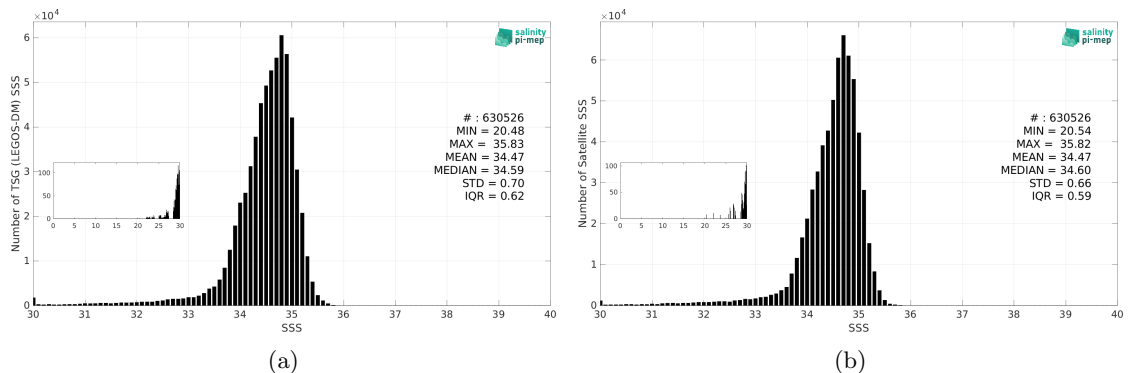 ×10⁴
6
5
4
3
2
1
0
Number of TSG (LEGOS-DM) SSS
salinity
pi-mep
# : 630526
MIN = 20.48
MAX = 35.83
MEAN = 34.47
MEDIAN = 34.59
STD = 0.70
IQR = 0.62
100
50
0
0 5 10 15 20 25 30
30 31 32 33 34 35 36 37 38 39 40
SSS
(a)
×10⁴
6
5
4
3
2
1
0
Number of Satellite SSS
salinity
pi-mep
# : 630526
MIN = 20.54
MAX = 35.82
MEAN = 34.47
MEDIAN = 34.60
STD = 0.66
IQR = 0.59
100
50
0
0 5 10 15 20 25 30
30 31 32 33 34 35 36 37 38 39 40
SSS
(b)